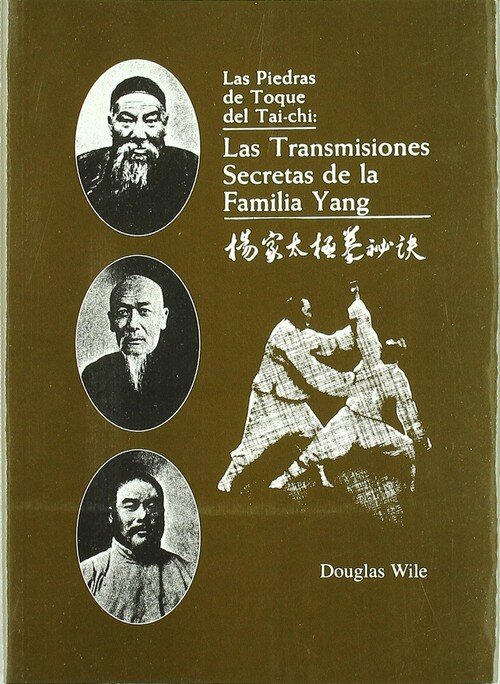 Las Piedras
de Toque
del Tai-chi:
Las Transmisiones
Secretas de la
Familia Yang
楊家太極拳祕訣
Douglas Wile